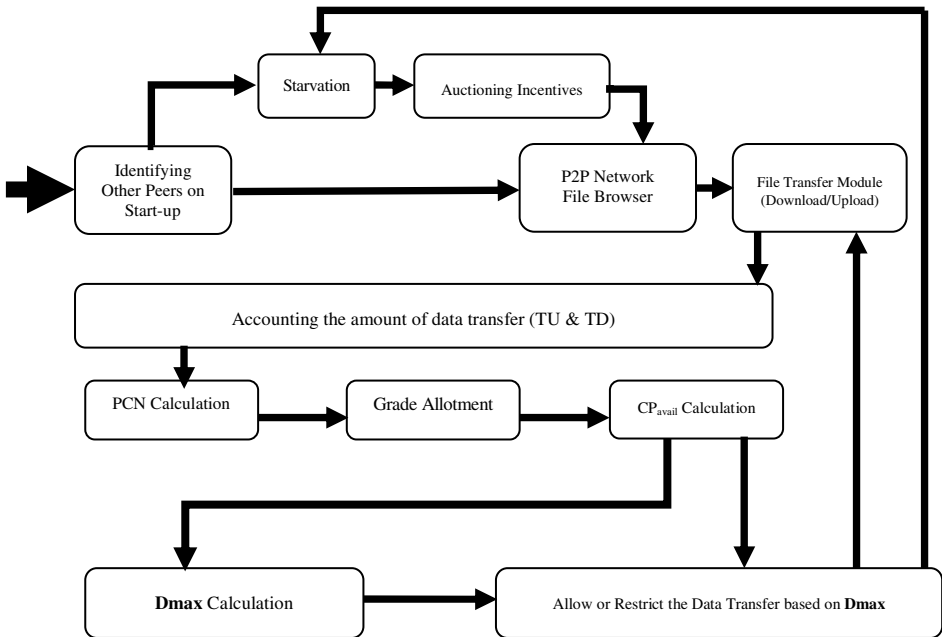 Starvation
Auctioning Incentives
Identifying
Other Peers on
Start-up
P2P Network
File Browser
File Transfer Module
(Download/Upload)
Accounting the amount of data transfer (TU & TD)
PCN Calculation
Grade Allotment
CPavail Calculation
Dmax Calculation
Allow or Restrict the Data Transfer based on Dmax